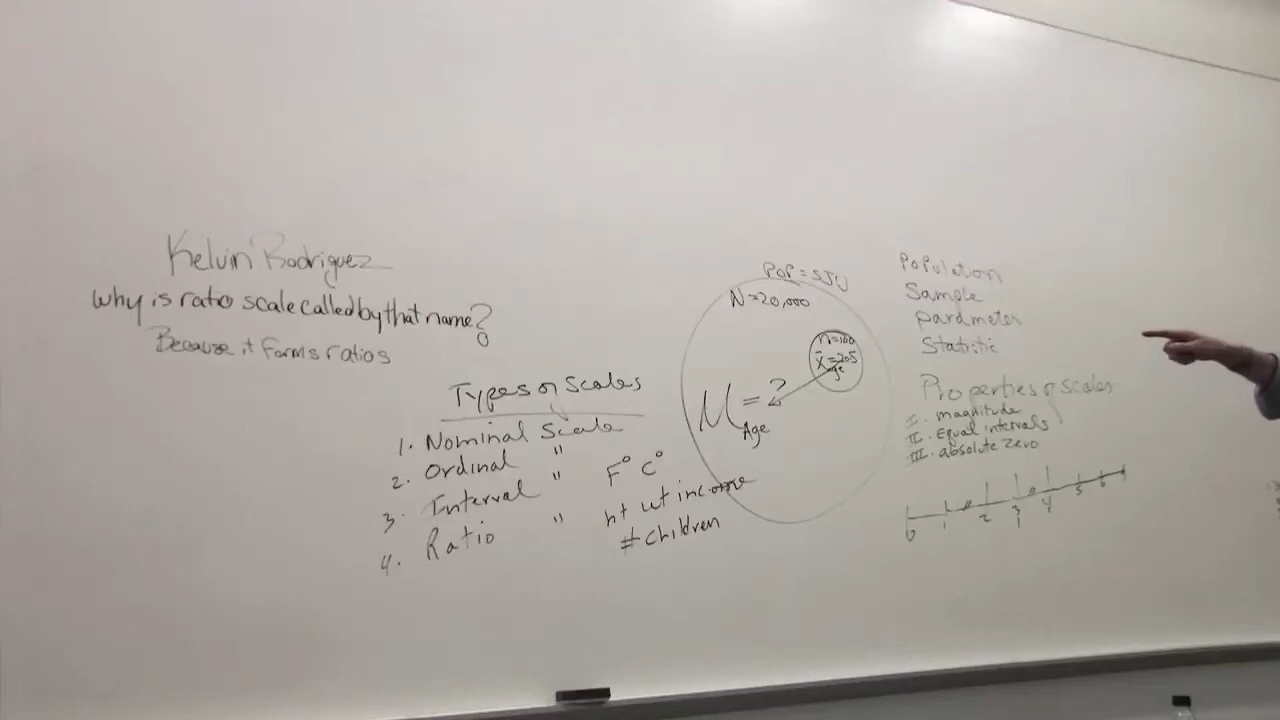 Kelvin Rodriguez
Why is ratio scale called by that name?
Because it forms ratios
Types of Scales
1. Nominal Scale
2. Ordinal "
3. Interval " F° C°
4. Ratio " ht wt income
# children
POP = SJU
N = 20,000
n=100
X̄ = 20.5
Age
M = ?
Age
Population
Sample
Parameter
Statistic
Properties of Scales
I. magnitude
II. Equal intervals
III. absolute Zero
0 1 2 3 4 5 6